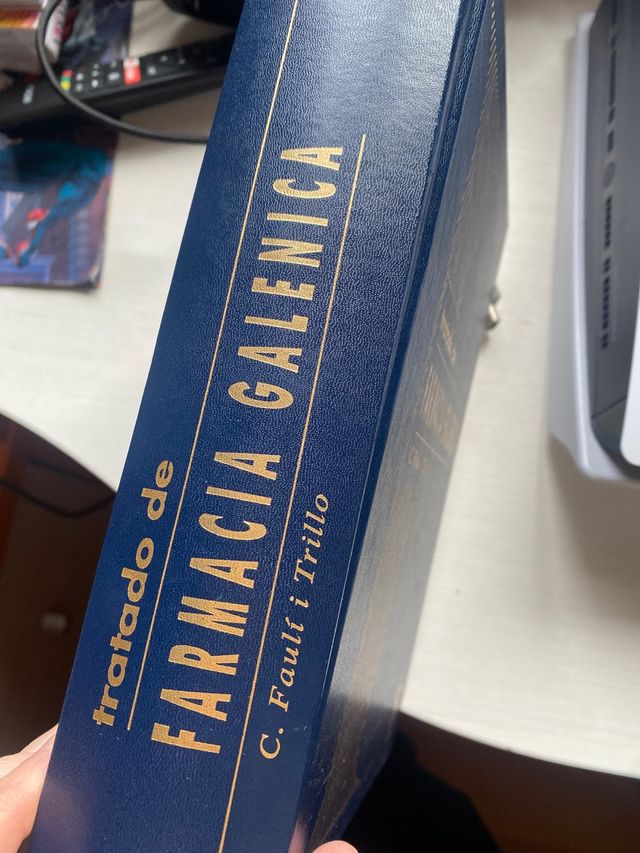 tratado de
FARMACIA GALENICA
C. Faulí i Trillo